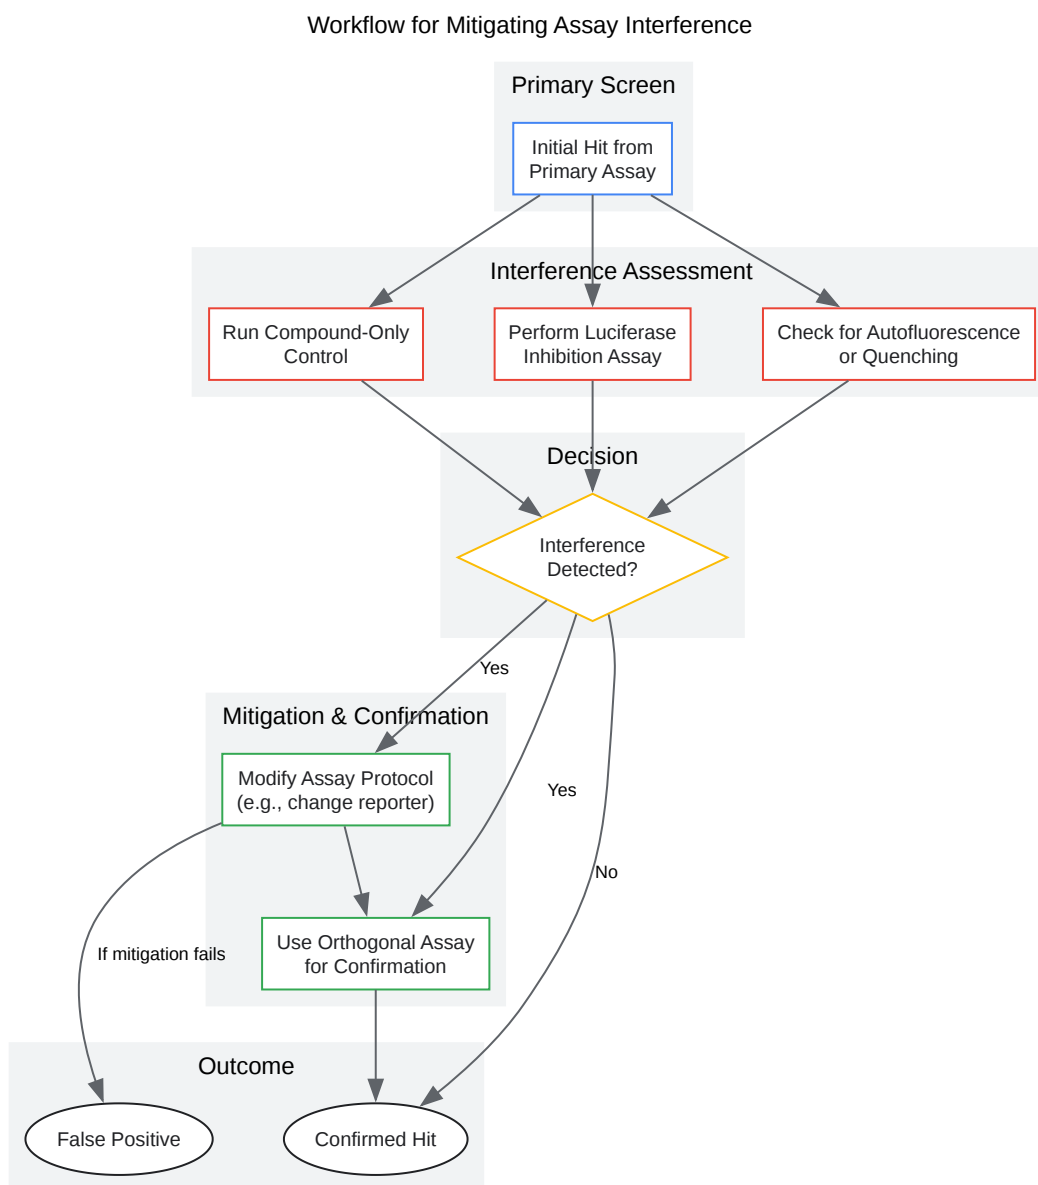 Workflow for Mitigating Assay Interference
Primary Screen
Initial Hit from
Primary Assay
Interference Assessment
Run Compound-Only
Control
Perform Luciferase
Inhibition Assay
Check for Autofluorescence
or Quenching
Decision
Interference
Detected?
Yes
Mitigation & Confirmation
Modify Assay Protocol
(e.g., change reporter)
Yes
No
Use Orthogonal Assay
for Confirmation
If mitigation fails
Outcome
False Positive
Confirmed Hit